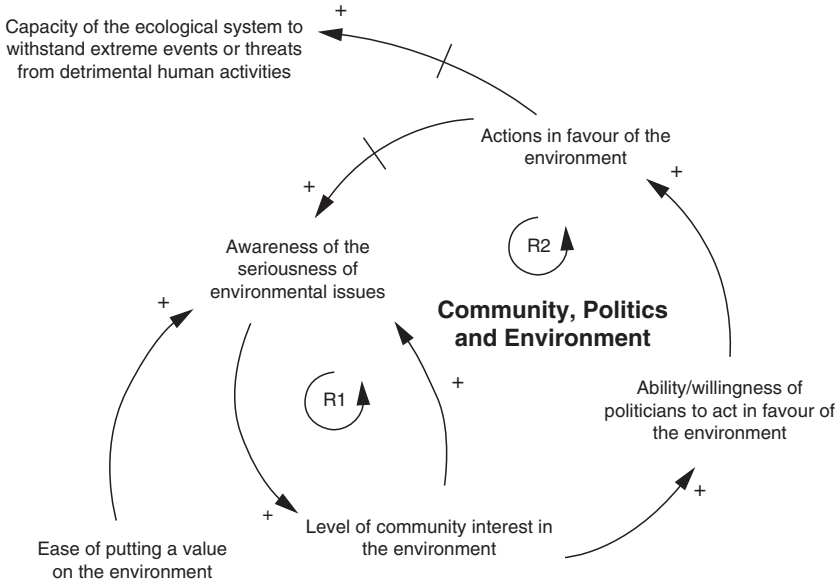 +
Capacity of the ecological system to
withstand extreme events or threats
from detrimental human activities
Actions in favour of the
environment
+
+
Awareness of the
seriousness of
environmental issues
R2
+
Community, Politics
and Environment
R1
+
Ability/willingness of
politicians to act in favour of
the environment
+
+
Level of community interest in
the environment
Ease of putting a value
on the environment